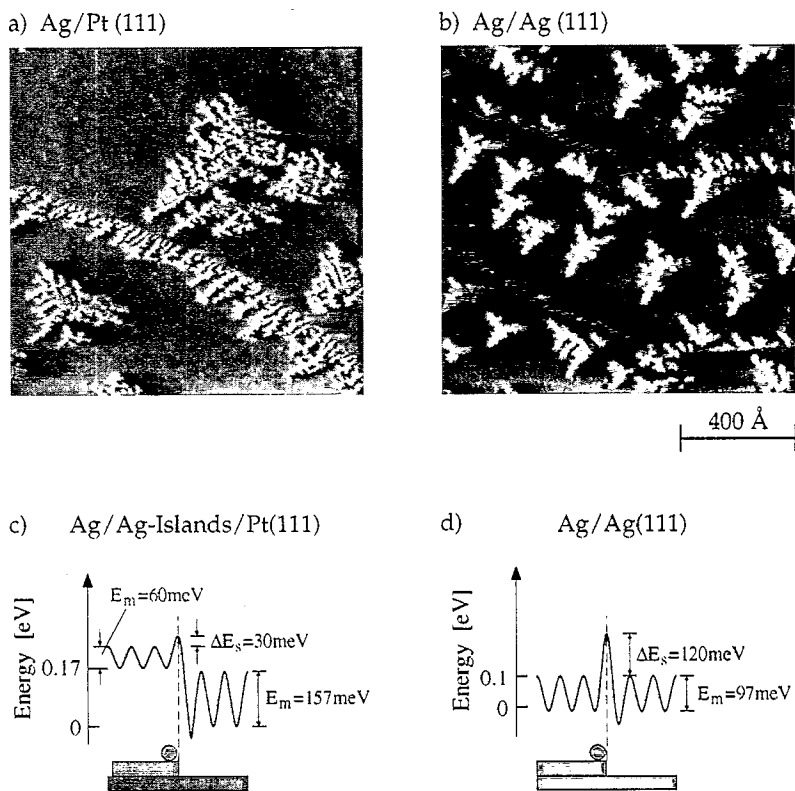 a) Ag/Pt (111)
b) Ag/Ag (111)
400 Å
c) Ag/Ag-Islands/Pt(111)
Energy [eV]
0.17
0
E_m=60meV
ΔE_s=30meV
E_m=157meV
d) Ag/Ag(111)
Energy [eV]
0.1
0
ΔE_s=120meV
E_m=97meV